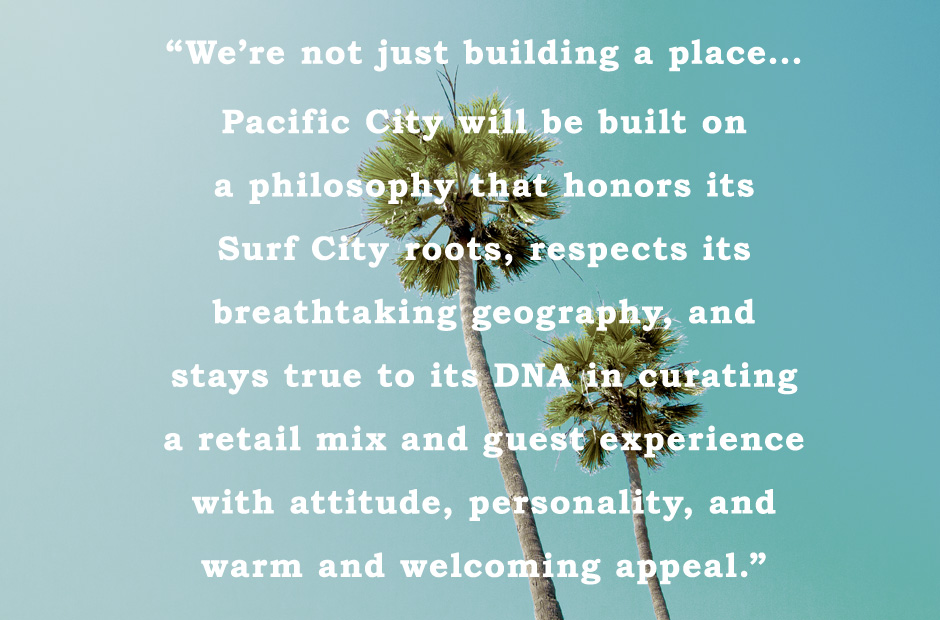 “We’re not just building a place...
Pacific City will be built on
a philosophy that honors its
Surf City roots, respects its
breathtaking geography, and
stays true to its DNA in curating
a retail mix and guest experience
with attitude, personality, and
warm and welcoming appeal.”